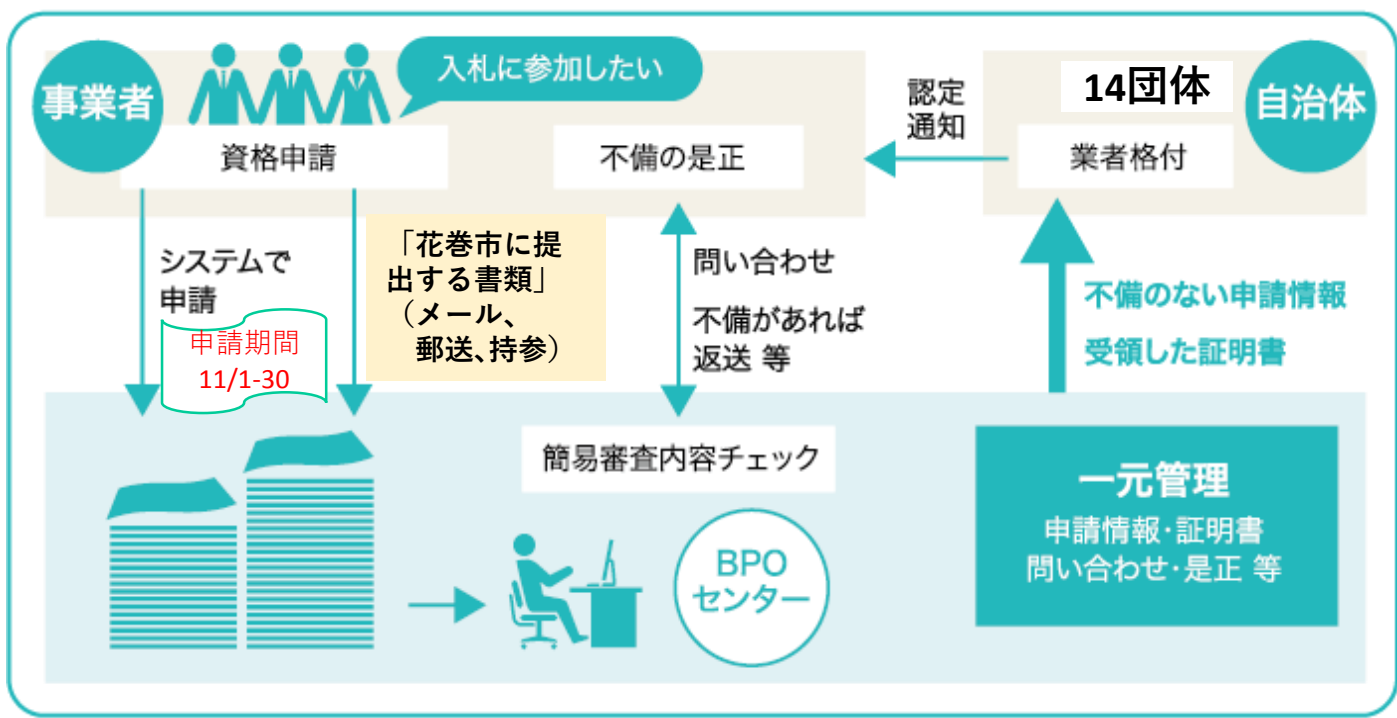 事業者
入札に参加したい
資格申請
不備の是正
認定
通知
14団体
自治体
業者格付
システムで
申請
申請期間
11/1-30
「花巻市に提
出する書類」
（メール、
郵送、持参）
問い合わせ
不備があれば
返送 等
不備のない申請情報
受領した証明書
簡易審査内容チェック
BPO
センター
一元管理
申請情報・証明書
問い合わせ・是正 等